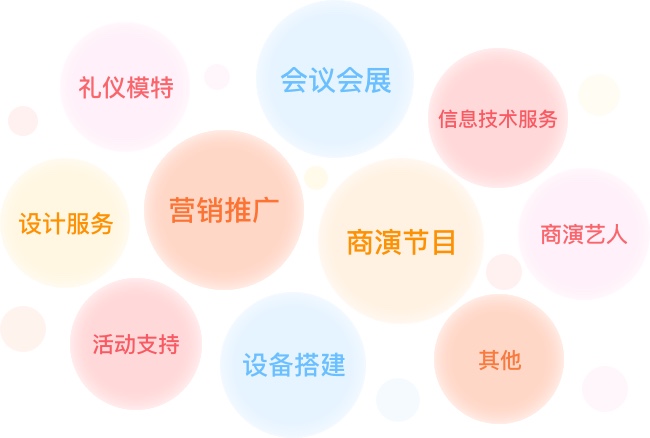 会议会展
礼仪模特
信息技术服务
营销推广
设计服务
商演节目
商演艺人
活动支持
设备搭建
其他